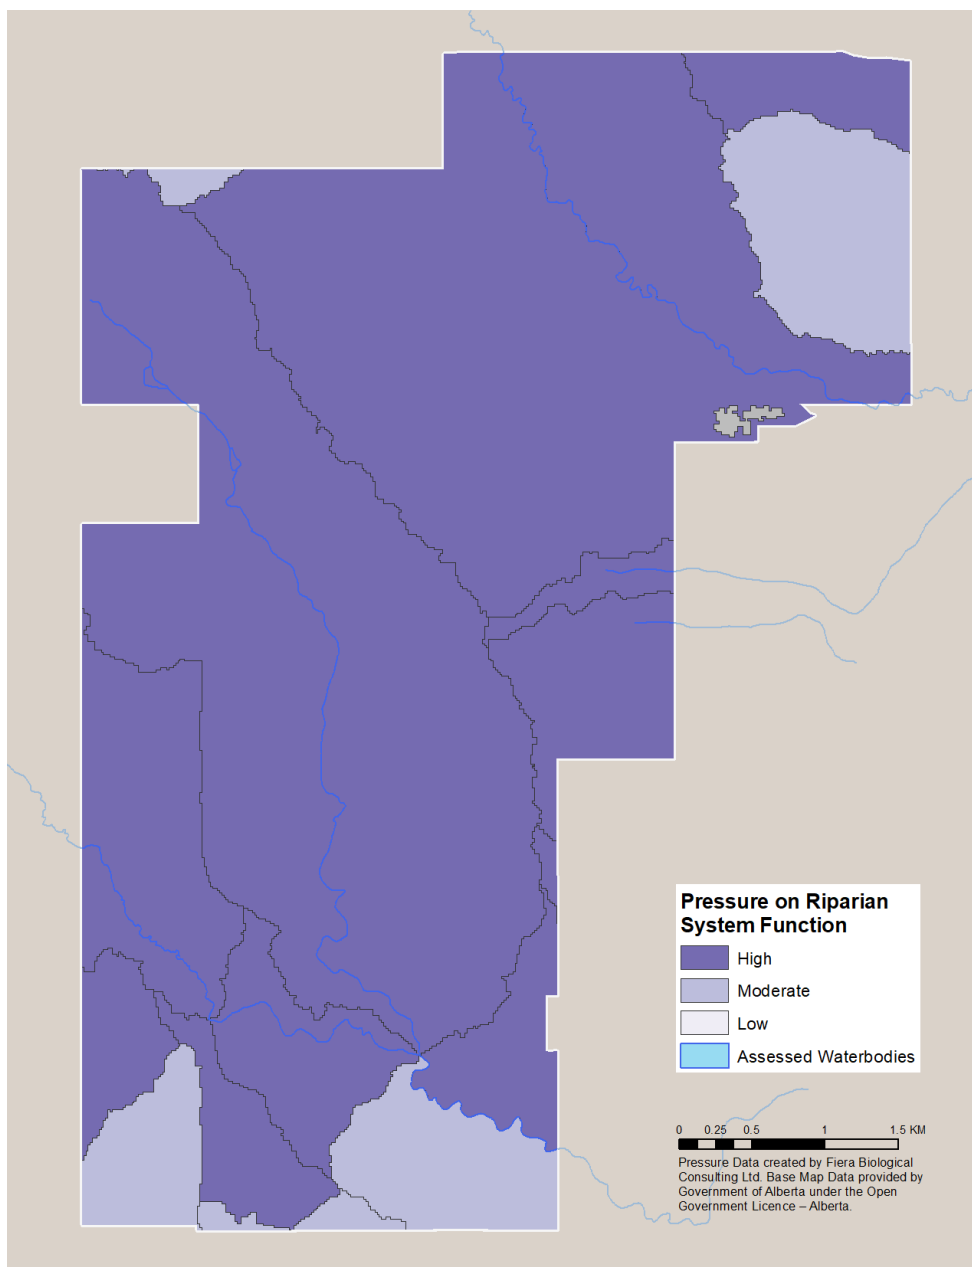 Pressure on Riparian
System Function
High
Moderate
Low
Assessed Waterbodies
0 0.25 0.5 1 1.5 KM
Pressure Data created by Fiera Biological
Consulting Ltd. Base Map Data provided by
Government of Alberta under the Open
Government Licence – Alberta.